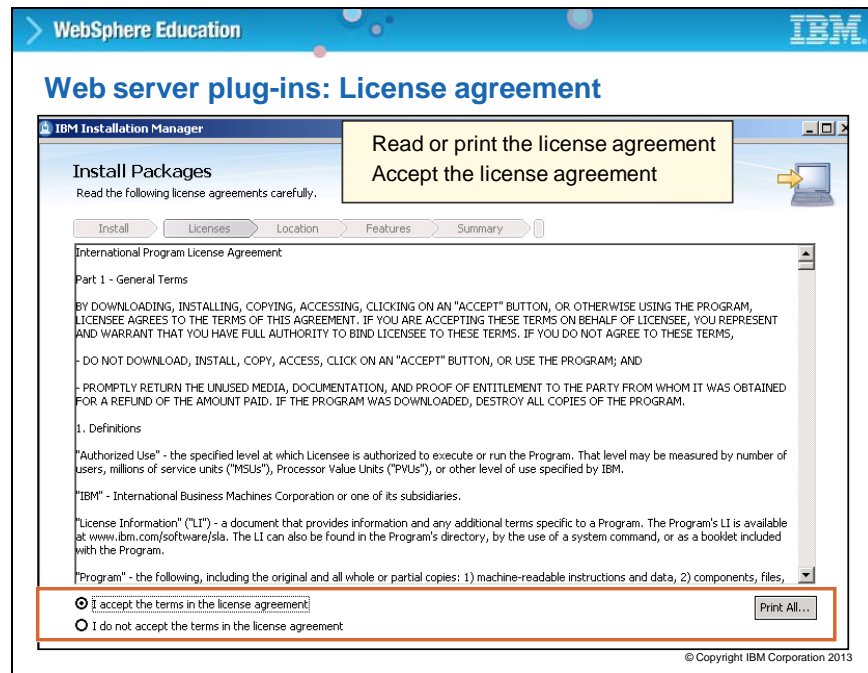 WebSphere Education
IBM.
Web server plug-ins: License agreement
IBM Installation Manager
Read or print the license agreement
Accept the license agreement
Install Packages
Read the following license agreements carefully.
Install Licenses Location Features Summary
International Program License Agreement
Part 1 - General Terms
BY DOWNLOADING, INSTALLING, COPYING, ACCESSING, CLICKING ON AN "ACCEPT" BUTTON, OR OTHERWISE USING THE PROGRAM,
LICENSEE AGREES TO THE TERMS OF THIS AGREEMENT. IF YOU ARE ACCEPTING THESE TERMS ON BEHALF OF LICENSEE, YOU REPRESENT
AND WARRANT THAT YOU HAVE FULL AUTHORITY TO BIND LICENSEE TO THESE TERMS. IF YOU DO NOT AGREE TO THESE TERMS,
- DO NOT DOWNLOAD, INSTALL, COPY, ACCESS, CLICK ON AN "ACCEPT" BUTTON, OR USE THE PROGRAM; AND
- PROMPTLY RETURN THE UNUSED MEDIA, DOCUMENTATION, AND PROOF OF ENTITLEMENT TO THE PARTY FROM WHOM IT WAS OBTAINED
FOR A REFUND OF THE AMOUNT PAID. IF THE PROGRAM WAS DOWNLOADED, DESTROY ALL COPIES OF THE PROGRAM.
1. Definitions
"Authorized Use" - the specified level at which Licensee is authorized to execute or run the Program. That level may be measured by number of
users, millions of service units ("MSUs"), Processor Value Units ("PVUs"), or other level of use specified by IBM.
"IBM" - International Business Machines Corporation or one of its subsidiaries.
"License Information" ("LI") - a document that provides information and any additional terms specific to a Program. The Program's LI is available
at www.ibm.com/software/sla. The LI can also be found in the Program's directory, by the use of a system command, or as a booklet included
with the Program.
"Program" - the following, including the original and all whole or partial copies: 1) machine-readable instructions and data, 2) components, files,
I accept the terms in the license agreement
Print All...
I do not accept the terms in the license agreement
© Copyright IBM Corporation 2013